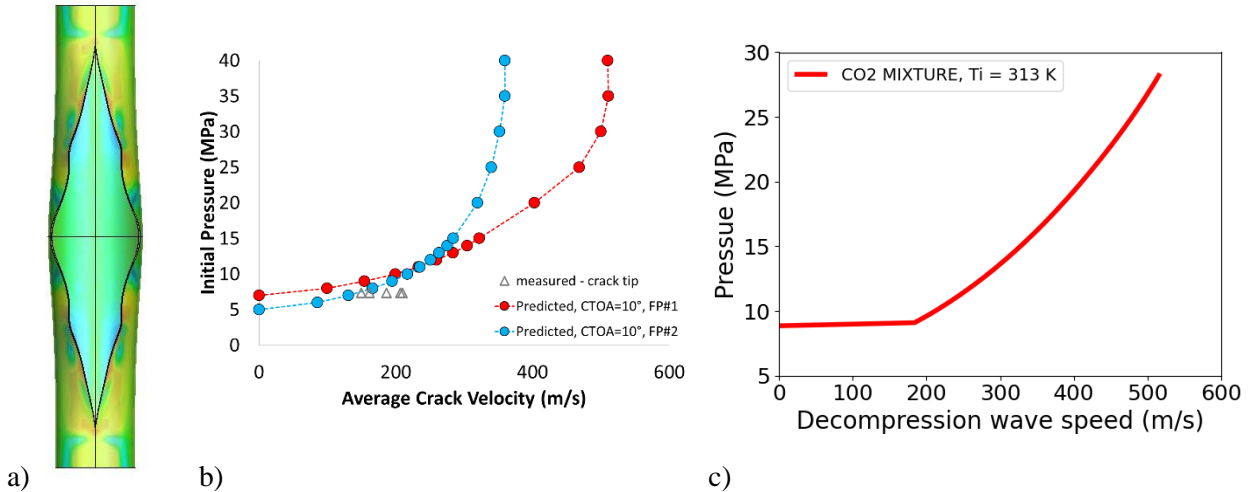 40
35
30
25
20
15
10
5
0
Initial Pressure (MPa)
measured - crack tip
Predicted, CTOA=10°, FP#1
Predicted, CTOA=10°, FP#2
0 200 400 600
Average Crack Velocity (m/s)
30
25
20
15
10
5
Pressue (MPa)
CO2 MIXTURE, Ti = 313 K
0 100 200 300 400 500 600
Decompression wave speed (m/s)
a) b) c)